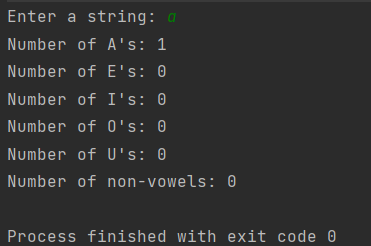 Enter a string: a
Number of A's: 1
Number of E's: 0
Number of I's: 0
Number of O's: 0
Number of U's: 0
Number of non-vowels: 0
Process finished with exit code 0